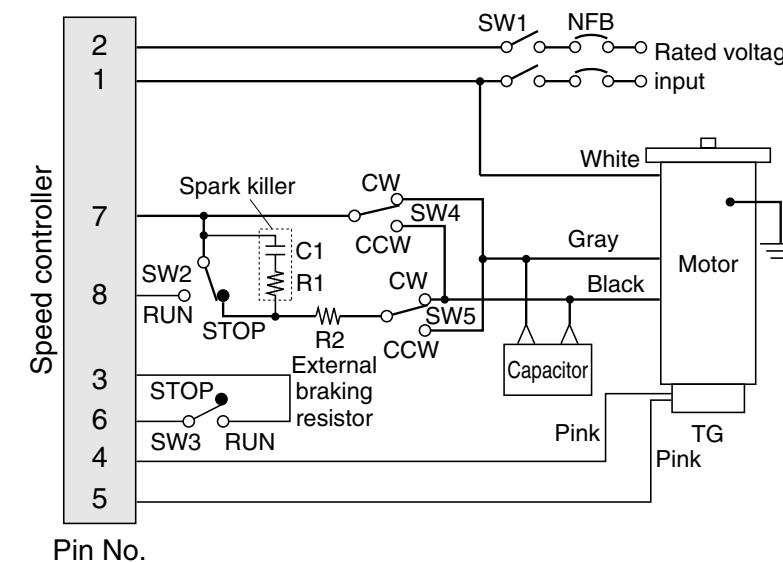 SW1
NFB
2
Rated voltag
1
input
White
Spark killer
CW
7
SW4
C1
CCW
Gray
Motor
SW2
8
R1
CW
Black
RUN
STOP
R2
SW5
CCW
Capacitor
External
braking
resistor
3
STOP
6
SW3
RUN
Pink
TG
4
Pink
5
Speed controller
Pin No.